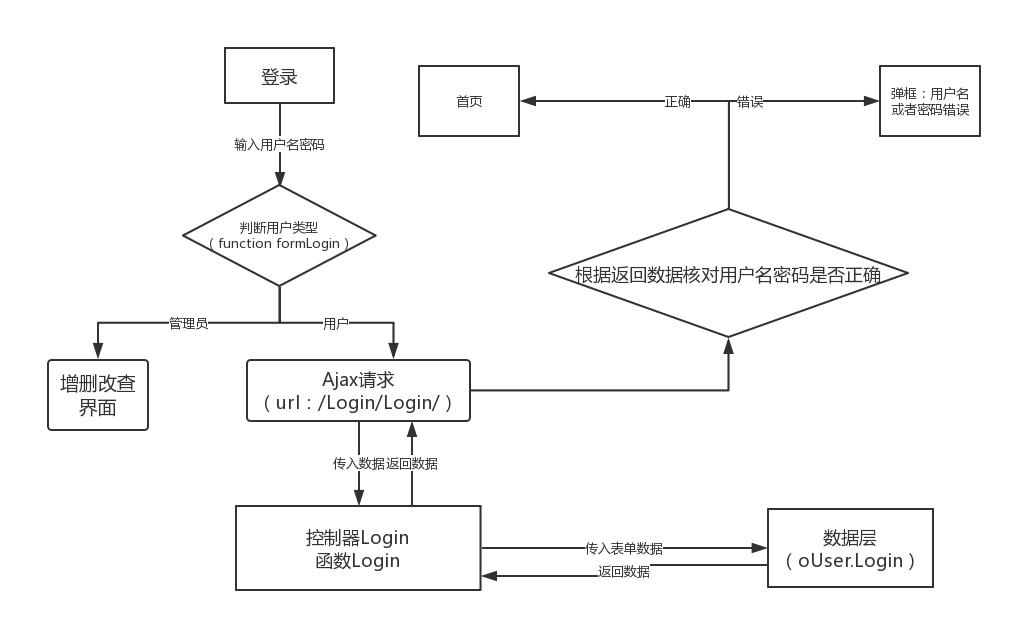 登录
输入用户名密码
判断用户类型
（function formLogin）
管理员
用户
增删改查
界面
Ajax请求
（url：/Login/Login/）
传入数据
返回数据
控制器Login
函数Login
传入表单数据
返回数据
数据层
（oUser.Login）
根据返回数据核对用户名密码是否正确
正确
错误
首页
弹框：用户名
或者密码错误